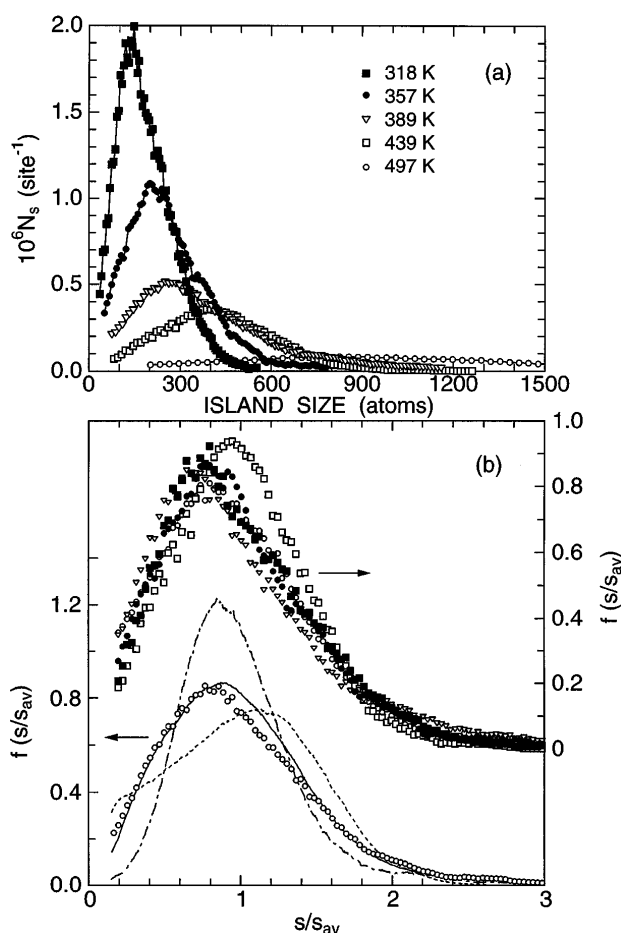 2.0
(a)
318 K
357 K
389 K
439 K
497 K
1.5
1.0
0.5
0.0
10⁶Nₛ (site⁻¹)
0 300 600 900 1200 1500
ISLAND SIZE (atoms)
(b)
1.0
0.8
0.6
0.4
0.2
0
f (s/s_av)
1.2
0.8
0.4
0.0
f (s/s_av)
0 1 2 3
s/s_av